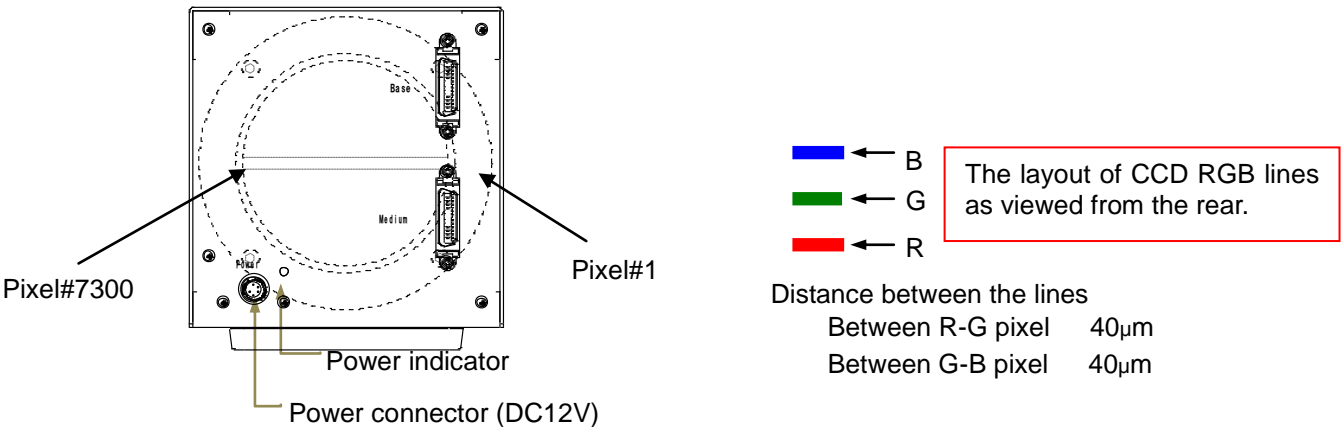 Base
Medium
Power
Pixel#7300
Pixel#1
Power indicator
Power connector (DC12V)
B
G
R
The layout of CCD RGB lines
as viewed from the rear.
Distance between the lines
Between R-G pixel 40µm
Between G-B pixel 40µm